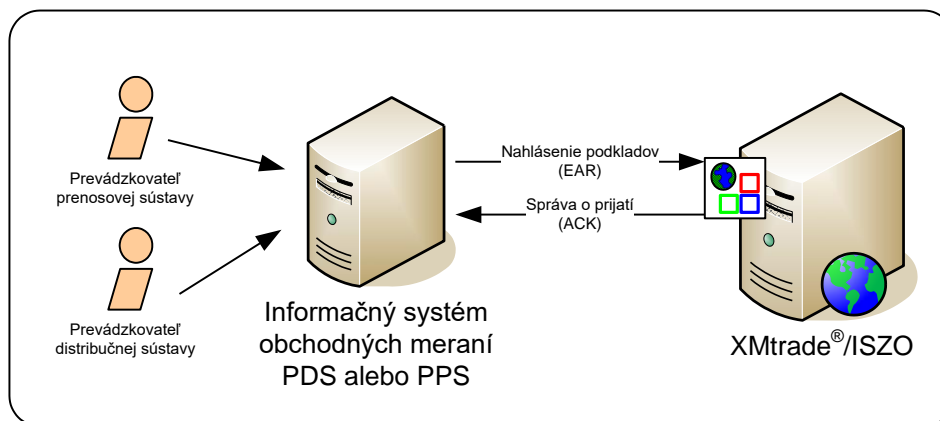 Prevádzkovateľ
prenosovej sústavy
Prevádzkovateľ
distribučnej sústavy
Informačný systém
obchodných meraní
PDS alebo PPS
Nahlásenie podkladov
(EAR)
Správa o prijatí
(ACK)
XMtrade®/ISZO